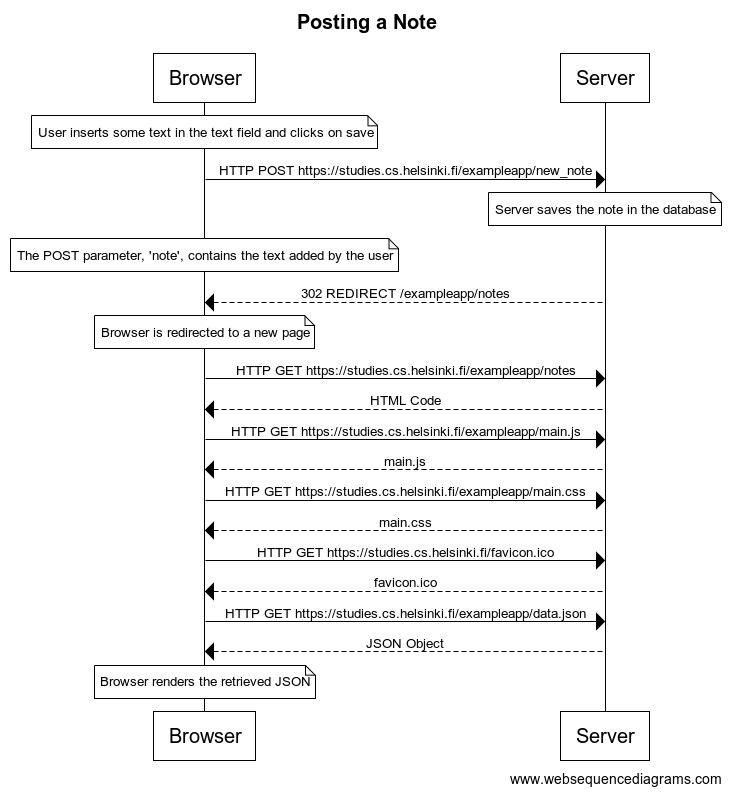 Posting a Note
Browser
Server
User inserts some text in the text field and clicks on save
HTTP POST https://studies.cs.helsinki.fi/exampleapp/new_note
Server saves the note in the database
The POST parameter, 'note', contains the text added by the user
302 REDIRECT /exampleapp/notes
Browser is redirected to a new page
HTTP GET https://studies.cs.helsinki.fi/exampleapp/notes
HTML Code
HTTP GET https://studies.cs.helsinki.fi/exampleapp/main.js
main.js
HTTP GET https://studies.cs.helsinki.fi/exampleapp/main.css
main.css
HTTP GET https://studies.cs.helsinki.fi/favicon.ico
favicon.ico
HTTP GET https://studies.cs.helsinki.fi/exampleapp/data.json
JSON Object
Browser renders the retrieved JSON
Browser
Server
www.websequencediagrams.com